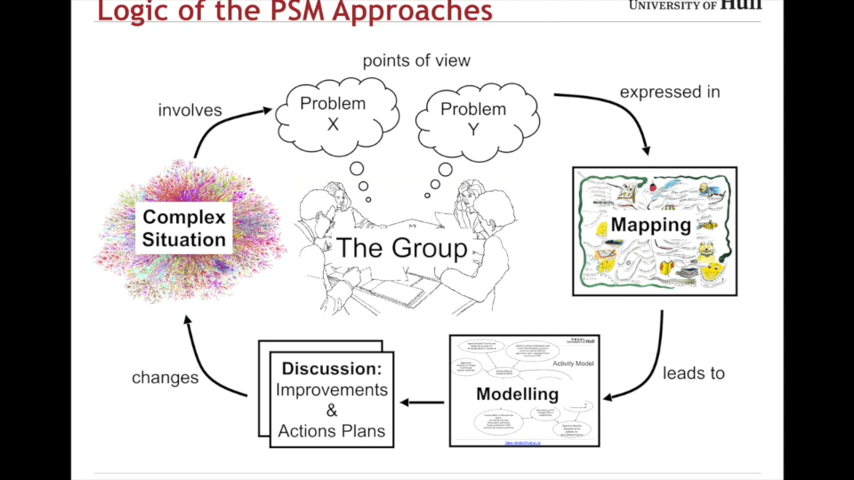 Logic of the PSM Approaches
UNIVERSITY OF Hull
points of view
involves
Problem
X
Problem
Y
expressed in
Complex
Situation
The Group
Mapping
changes
Discussion:
Improvements
&
Actions Plans
Activity Model
Modelling
leads to